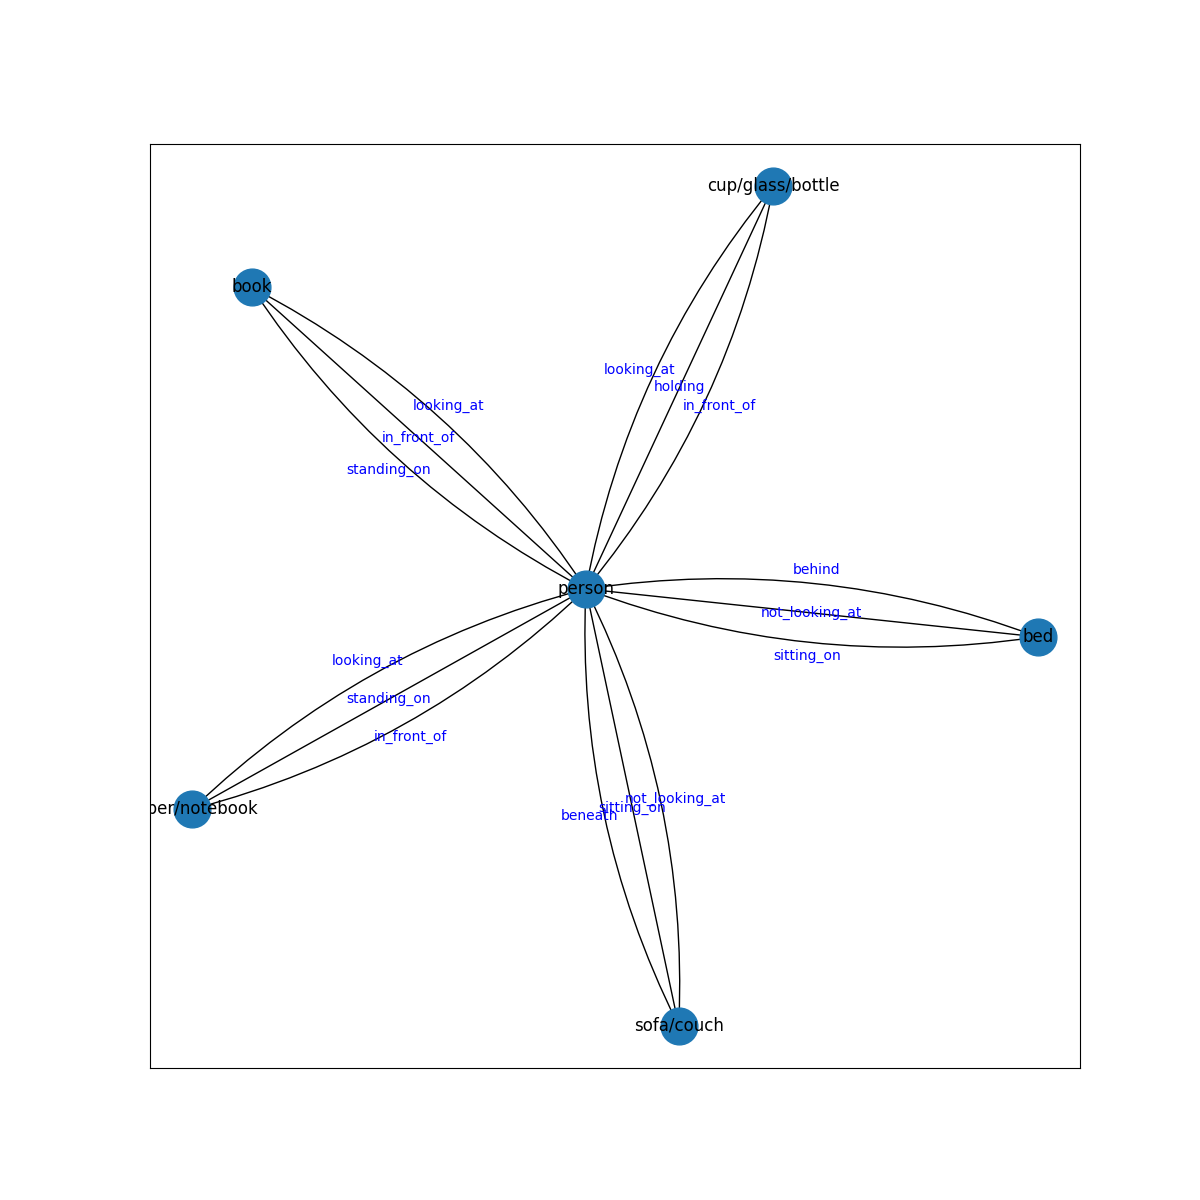 cup/glass/bottle
book
looking_at
holding
in_front_of
looking_at
in_front_of
standing_on
behind
person
not_looking_at
bed
sitting_on
looking_at
standing_on
in_front_of
not_looking_at
sitting_on
beneath
per/notebook
sofa/couch